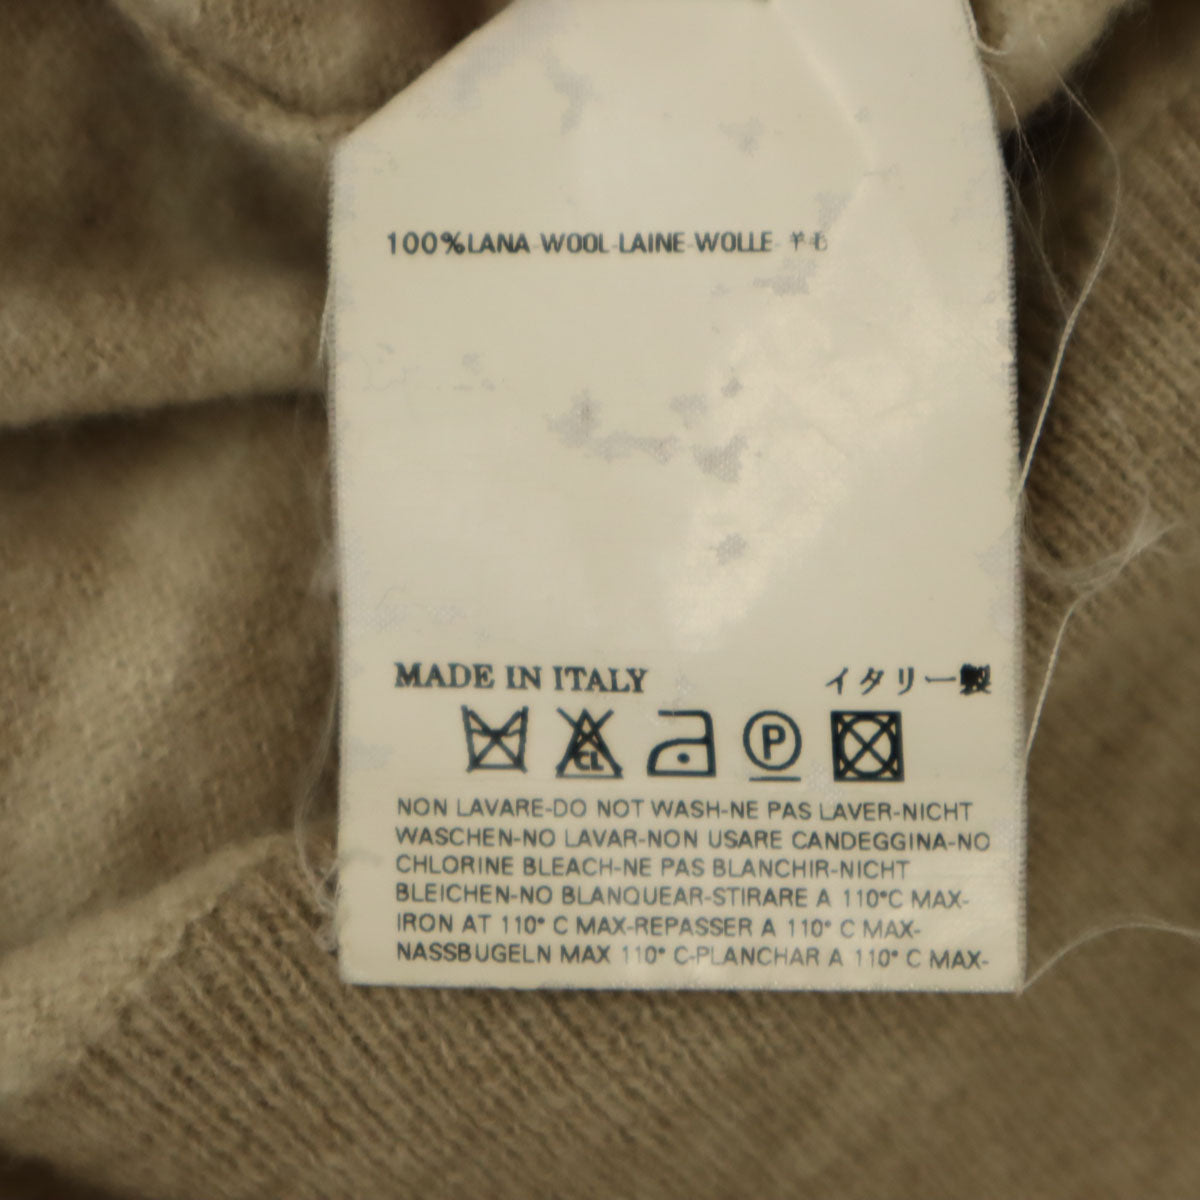 100%LANA-WOOL-LAINE-WOLLE- 羊毛
MADE IN ITALY イタリー製
CL P
NON LAVARE-DO NOT WASH-NE PAS LAVER-NICHT
WASCHEN-NO LAVAR-NON USARE CANDEGGINA-NO
CHLORINE BLEACH-NE PAS BLANCHIR-NICHT
BLEICHEN-NO BLANQUEAR-STIRARE A 110°C MAX-
IRON AT 110° C MAX-REPASSER A 110° C MAX-
NASSBUGELN MAX 110° C-PLANCHAR A 110° C MAX-